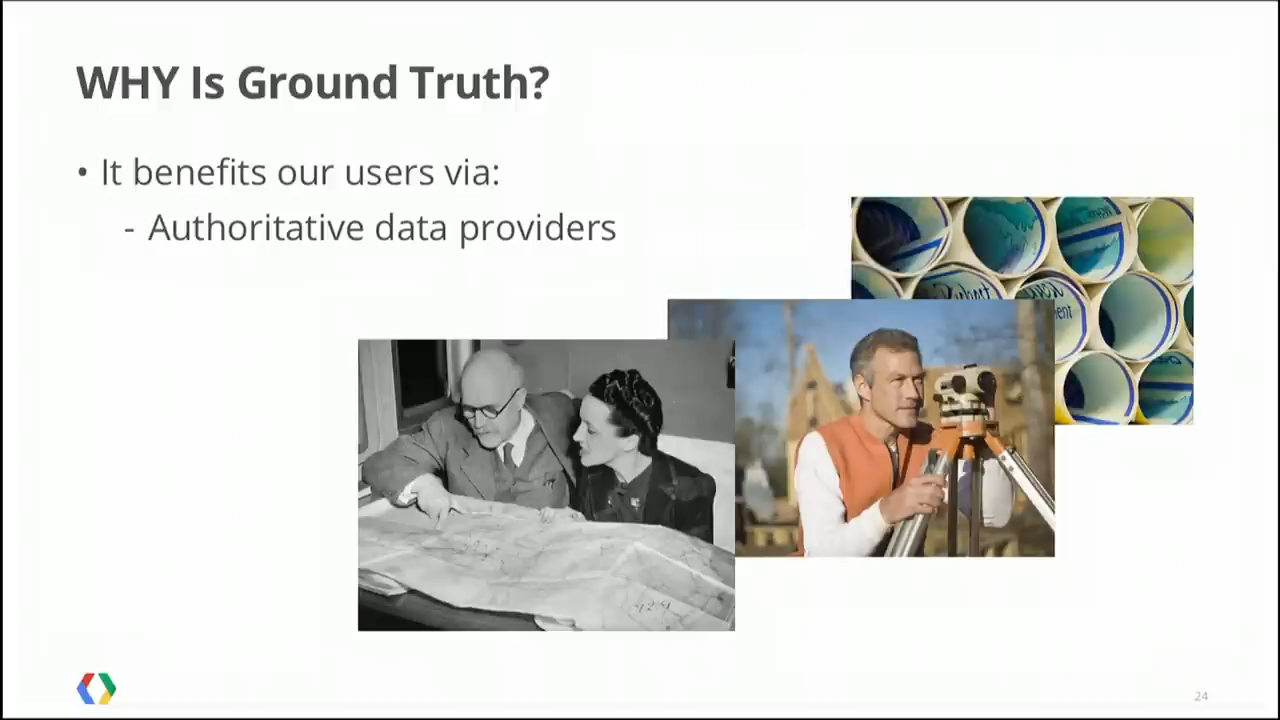 WHY Is Ground Truth?
• It benefits our users via:
- Authoritative data providers
24